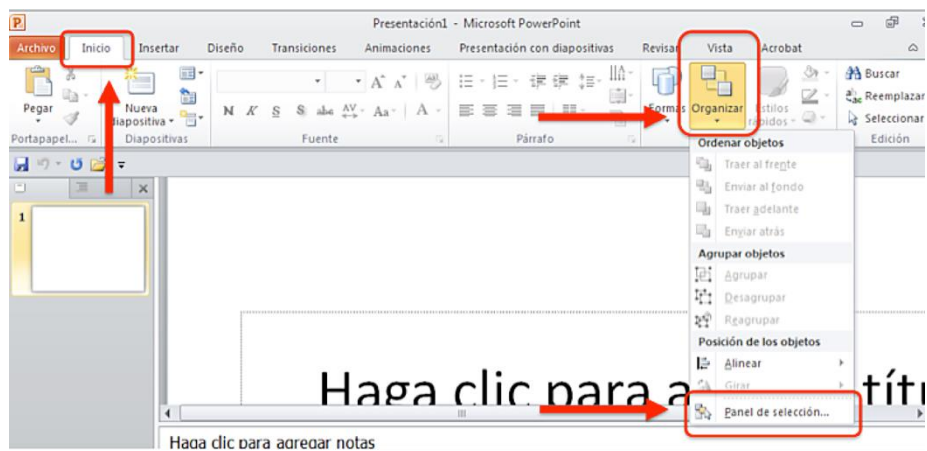 Presentación1 - Microsoft PowerPoint
Archivo Inicio Insertar Diseño Transiciones Animaciones Presentación con diapositivas Revisar Vista Acrobat
Pegar
Nueva
diapositiva
N K S S abc AV Aa A
A A
Formas
Organizar
Estilos
rápidos
Buscar
Reemplazar
Seleccionar
Portapapel... Diapositivas Fuente Párrafo Edición
Ordenar objetos
Traer al frente
Enviar al fondo
Traer adelante
Enviar atrás
Agrupar objetos
Agrupar
Desagrupar
Reagrupar
Posición de los objetos
Alinear
Girar
Panel de selección...
1
Haga clic para a títu
Haga clic para agregar notas